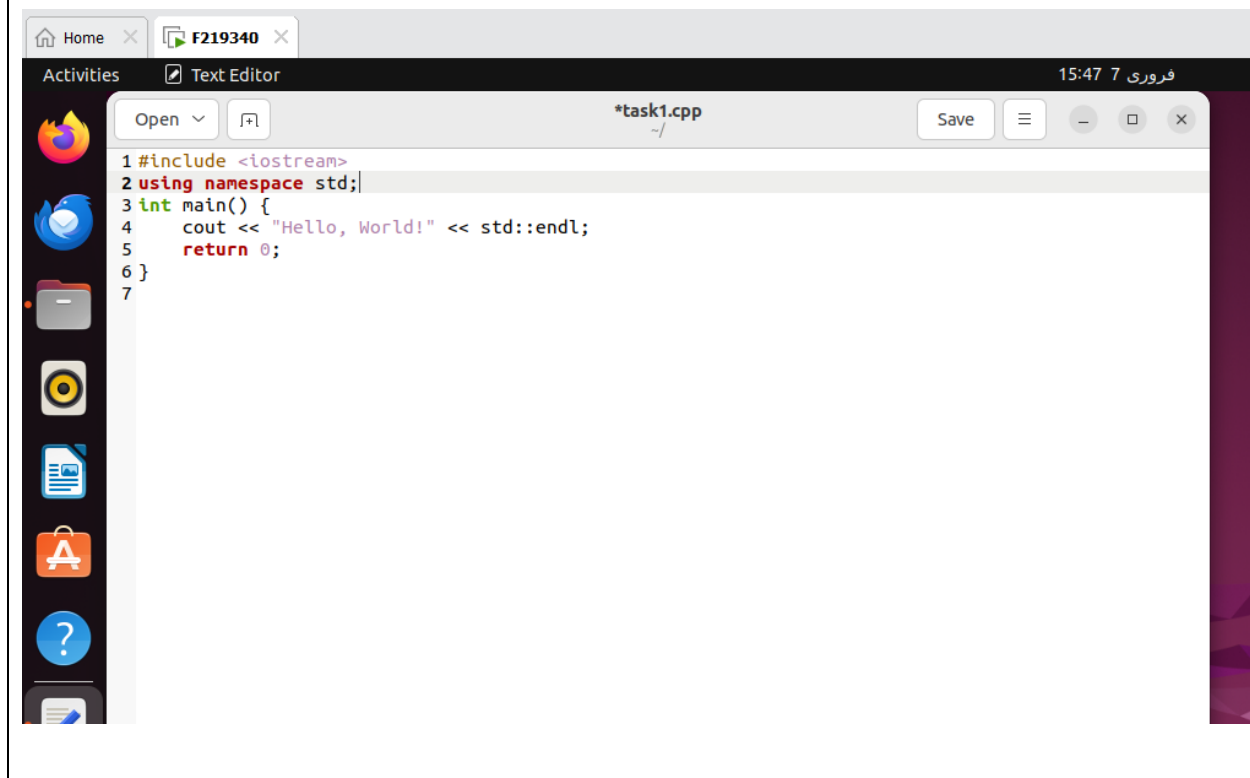 Home F219340
Activities Text Editor 15:47 7 فروری
Open *task1.cpp Save
~/
1 #include <iostream>
2 using namespace std;
3 int main() {
4     cout << "Hello, World!" << std::endl;
5     return 0;
6 }
7